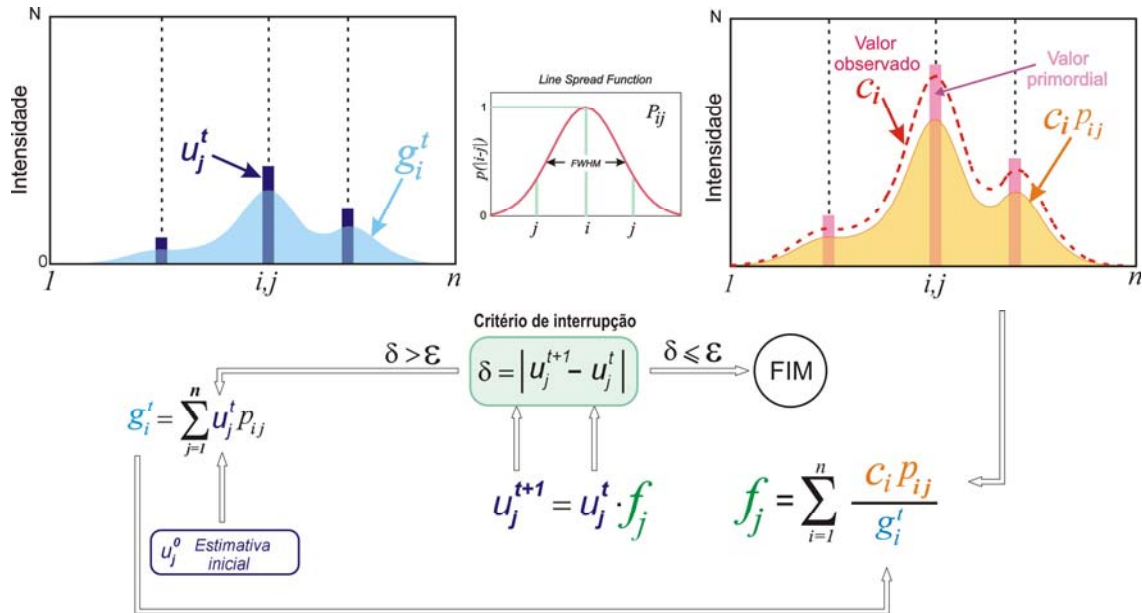 N
Intensidade
u_j^t
g_i^t
0
1
i,j
n
Line Spread Function
P_ij
1
p(|i-j|)
FWHM
0
j
i
j
N
Intensidade
Valor
observado
c_i
Valor
primordial
c_i p_ij
1
i,j
n
Critério de interrupção
δ > ε
δ = | u_j^{t+1} – u_j^t |
δ ⩽ ε
FIM
g_i^t = ∑_{j=1}^{n} u_j^t p_ij
u_j^{t+1} = u_j^t · f_j
f_j = ∑_{i=1}^{n} c_i p_ij / g_i^t
u_j^0 Estimativa
inicial